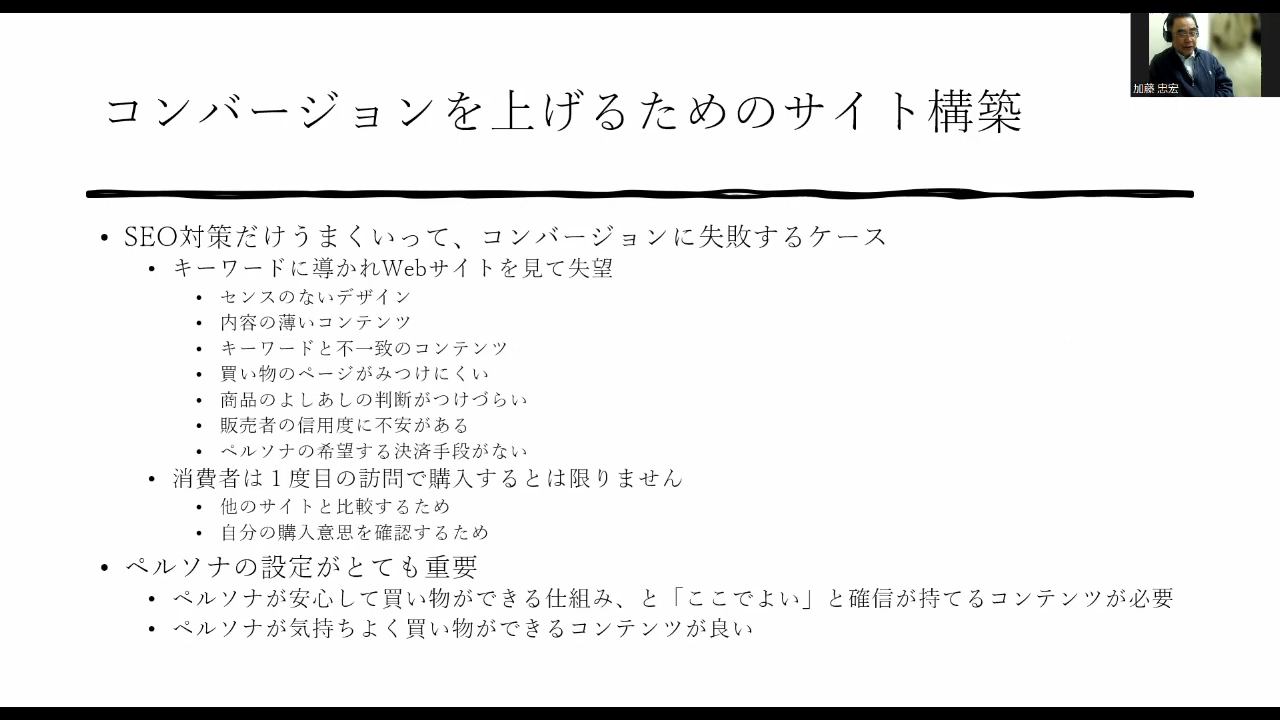 加藤 忠宏
コンバージョンを上げるためのサイト構築
• SEO対策だけうまくいって、コンバージョンに失敗するケース
• キーワードに導かれWebサイトを見て失望
• センスのないデザイン
• 内容の薄いコンテンツ
• キーワードと不一致のコンテンツ
• 買い物のページがみつけにくい
• 商品のよしあしの判断がつけづらい
• 販売者の信用度に不安がある
• ペルソナの希望する決済手段がない
• 消費者は１度目の訪問で購入するとは限りません
• 他のサイトと比較するため
• 自分の購入意思を確認するため
• ペルソナの設定がとても重要
• ペルソナが安心して買い物ができる仕組み、と「ここでよい」と確信が持てるコンテンツが必要
• ペルソナが気持ちよく買い物ができるコンテンツが良い